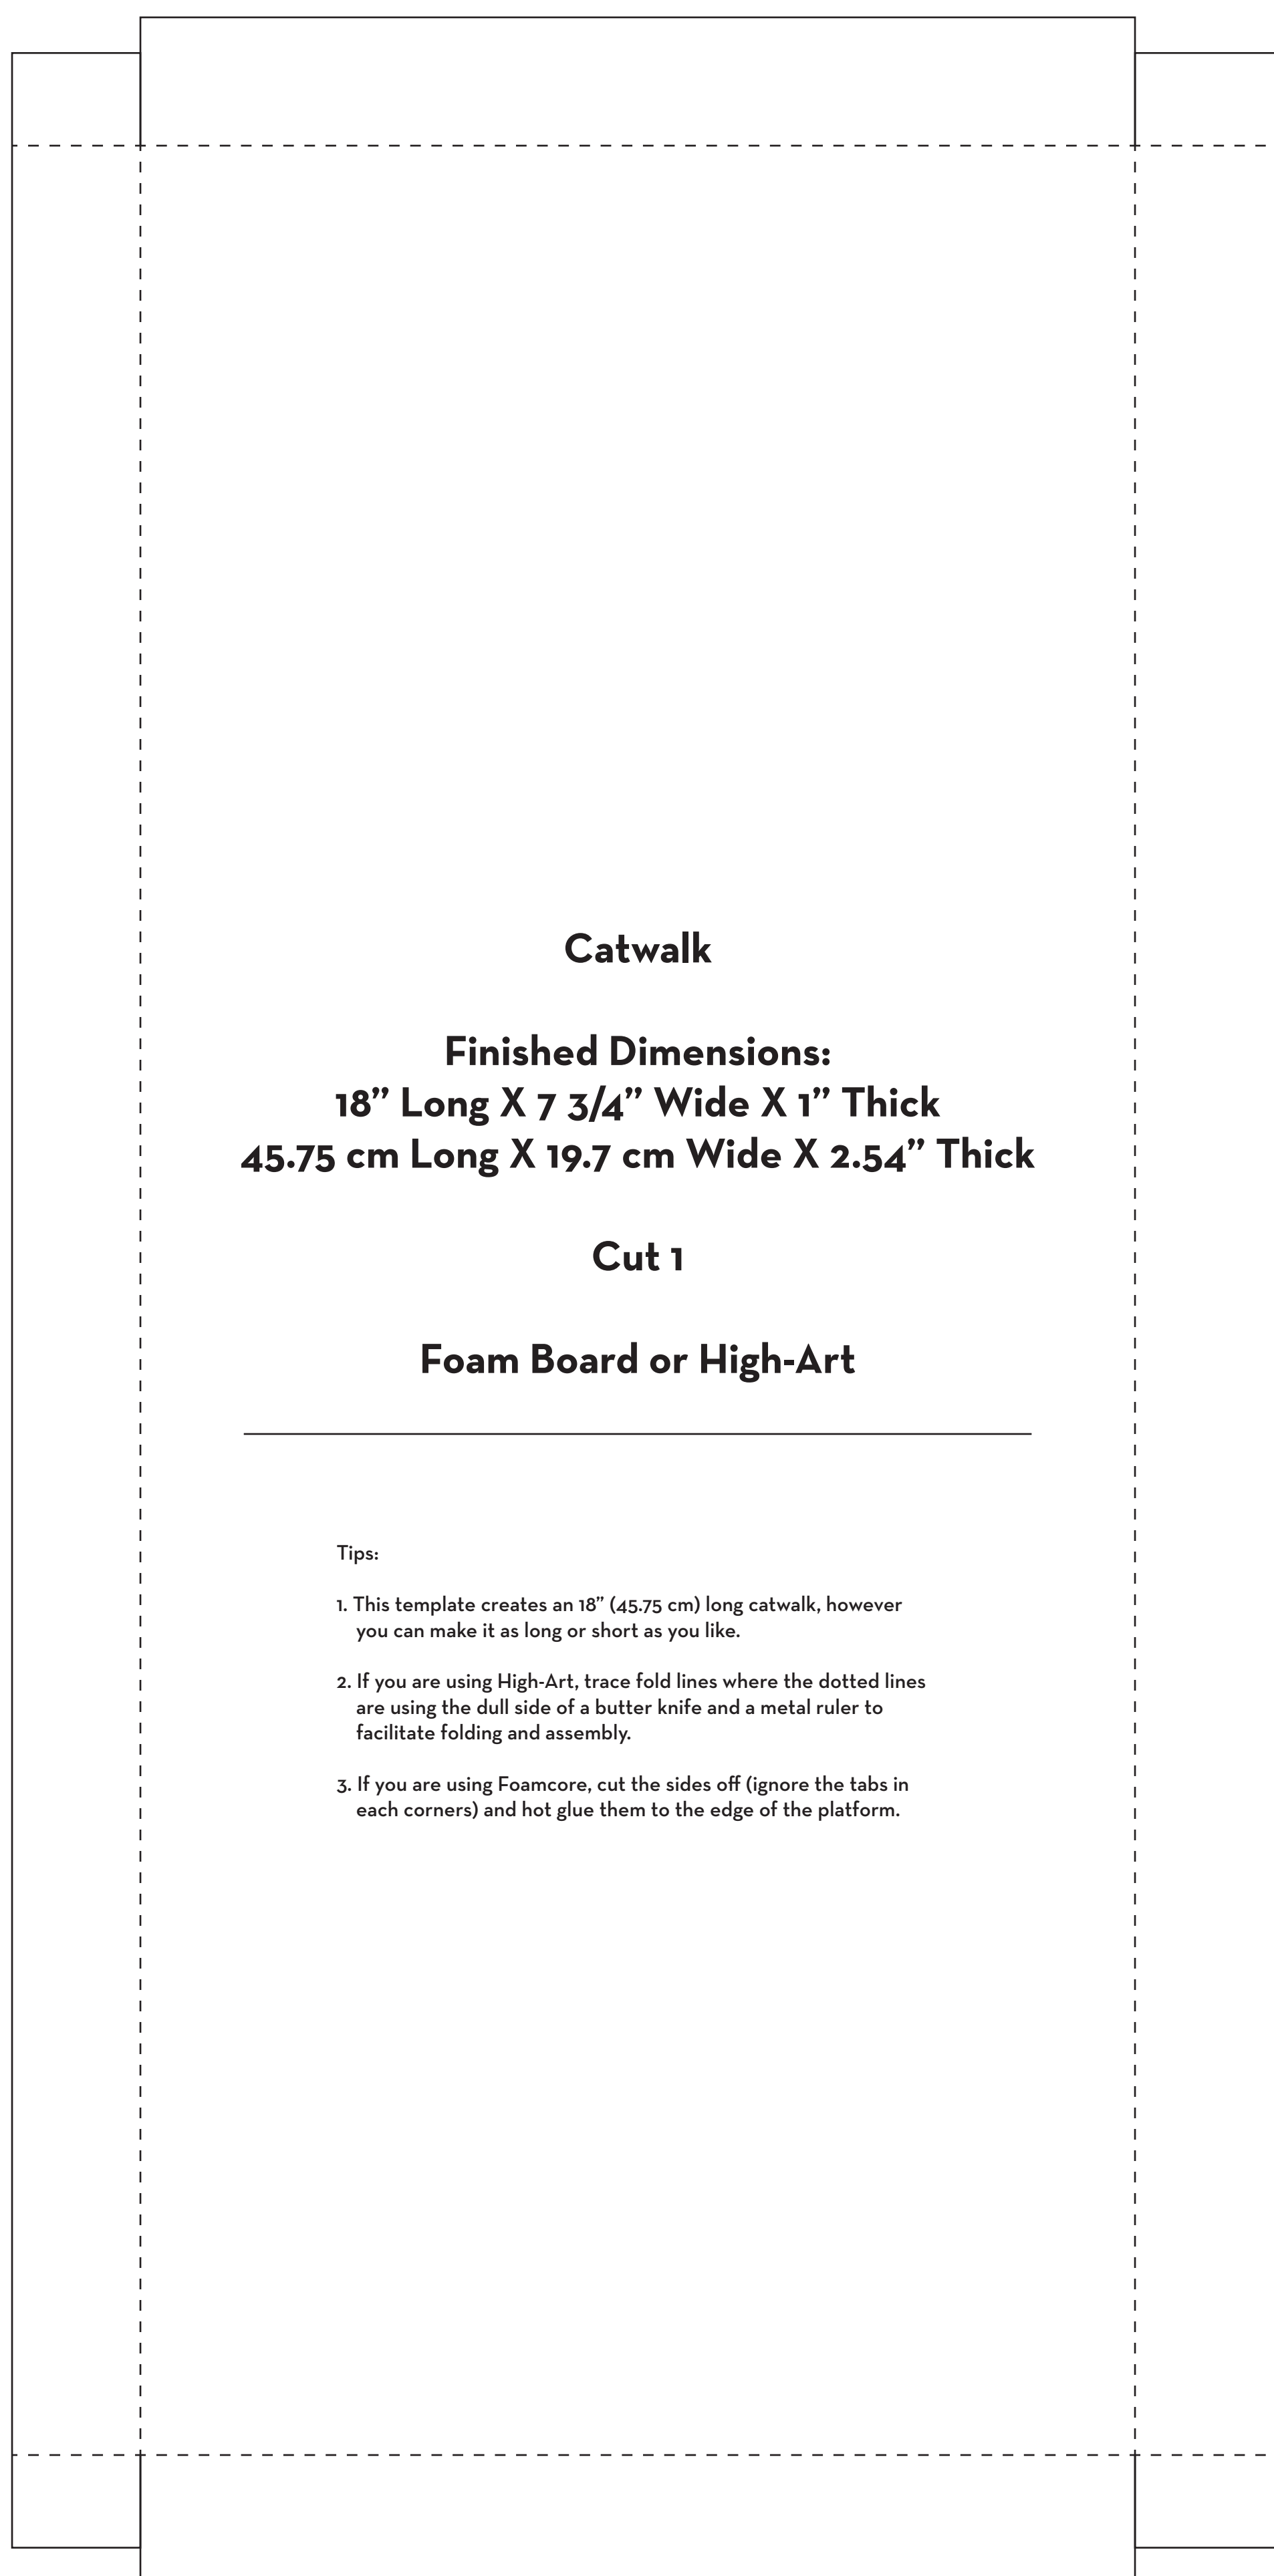 Catwalk
Finished Dimensions:
18” Long X 7 3/4” Wide X 1” Thick
45.75 cm Long X 19.7 cm Wide X 2.54” Thick
Cut 1
Foam Board or High-Art
Tips:
1. This template creates an 18” (45.75 cm) long catwalk, however
you can make it as long or short as you like.
2. If you are using High-Art, trace fold lines where the dotted lines
are using the dull side of a butter knife and a metal ruler to
facilitate folding and assembly.
3. If you are using Foamcore, cut the sides off (ignore the tabs in
each corners) and hot glue them to the edge of the platform.